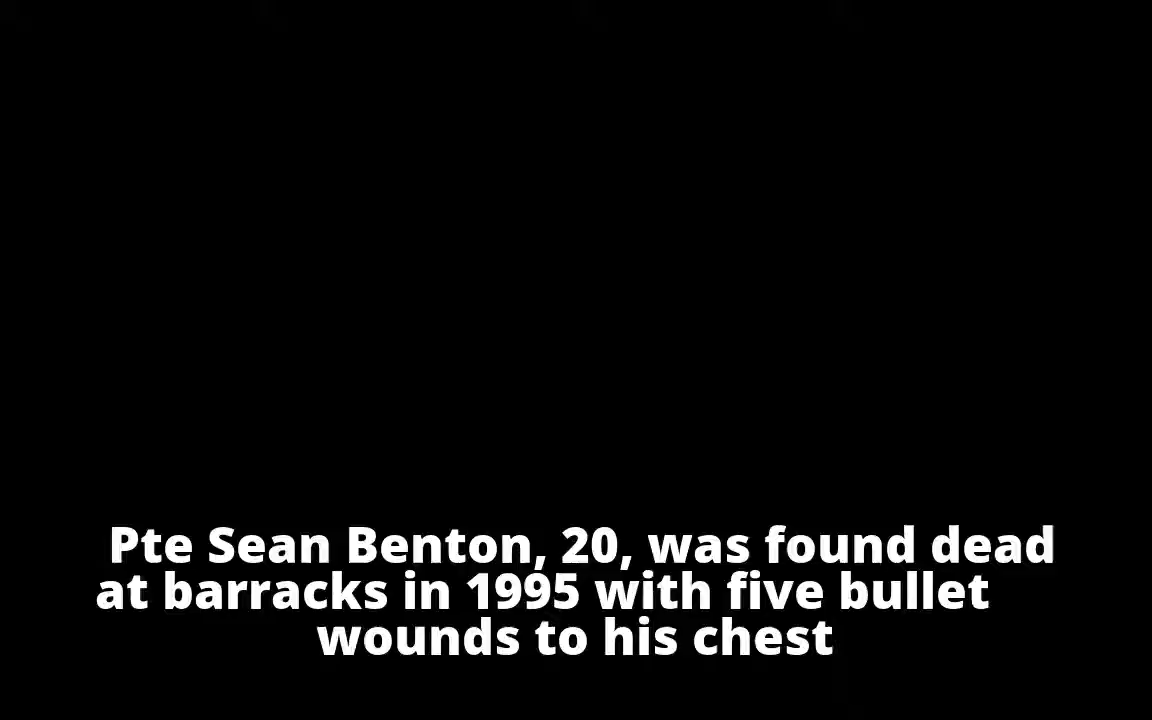 Pte Sean Benton, 20, was found dead
at barracks in 1995 with five bullet
wounds to his chest